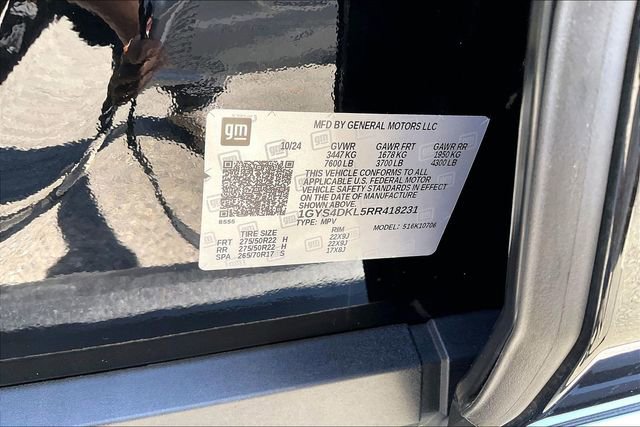 gm
MFD BY GENERAL MOTORS LLC
10/24 GVWR GAWR FRT GAWR RR
3447 KG 1678 KG 1950 KG
7600 LB 3700 LB 4300 LB
THIS VEHICLE CONFORMS TO ALL
APPLICABLE U.S. FEDERAL MOTOR
VEHICLE SAFETY STANDARDS IN EFFECT
ON THE DATE OF MANUFACTURE
SHOWN ABOVE.
1GYS4DKL5RR418231
TYPE: MPV MODEL: 516K10706
TIRE SIZE RIM
FRT 275/50R22 H 22X9J
RR 275/50R22 H 22X9J
SPA 265/70R17 S 17X8J